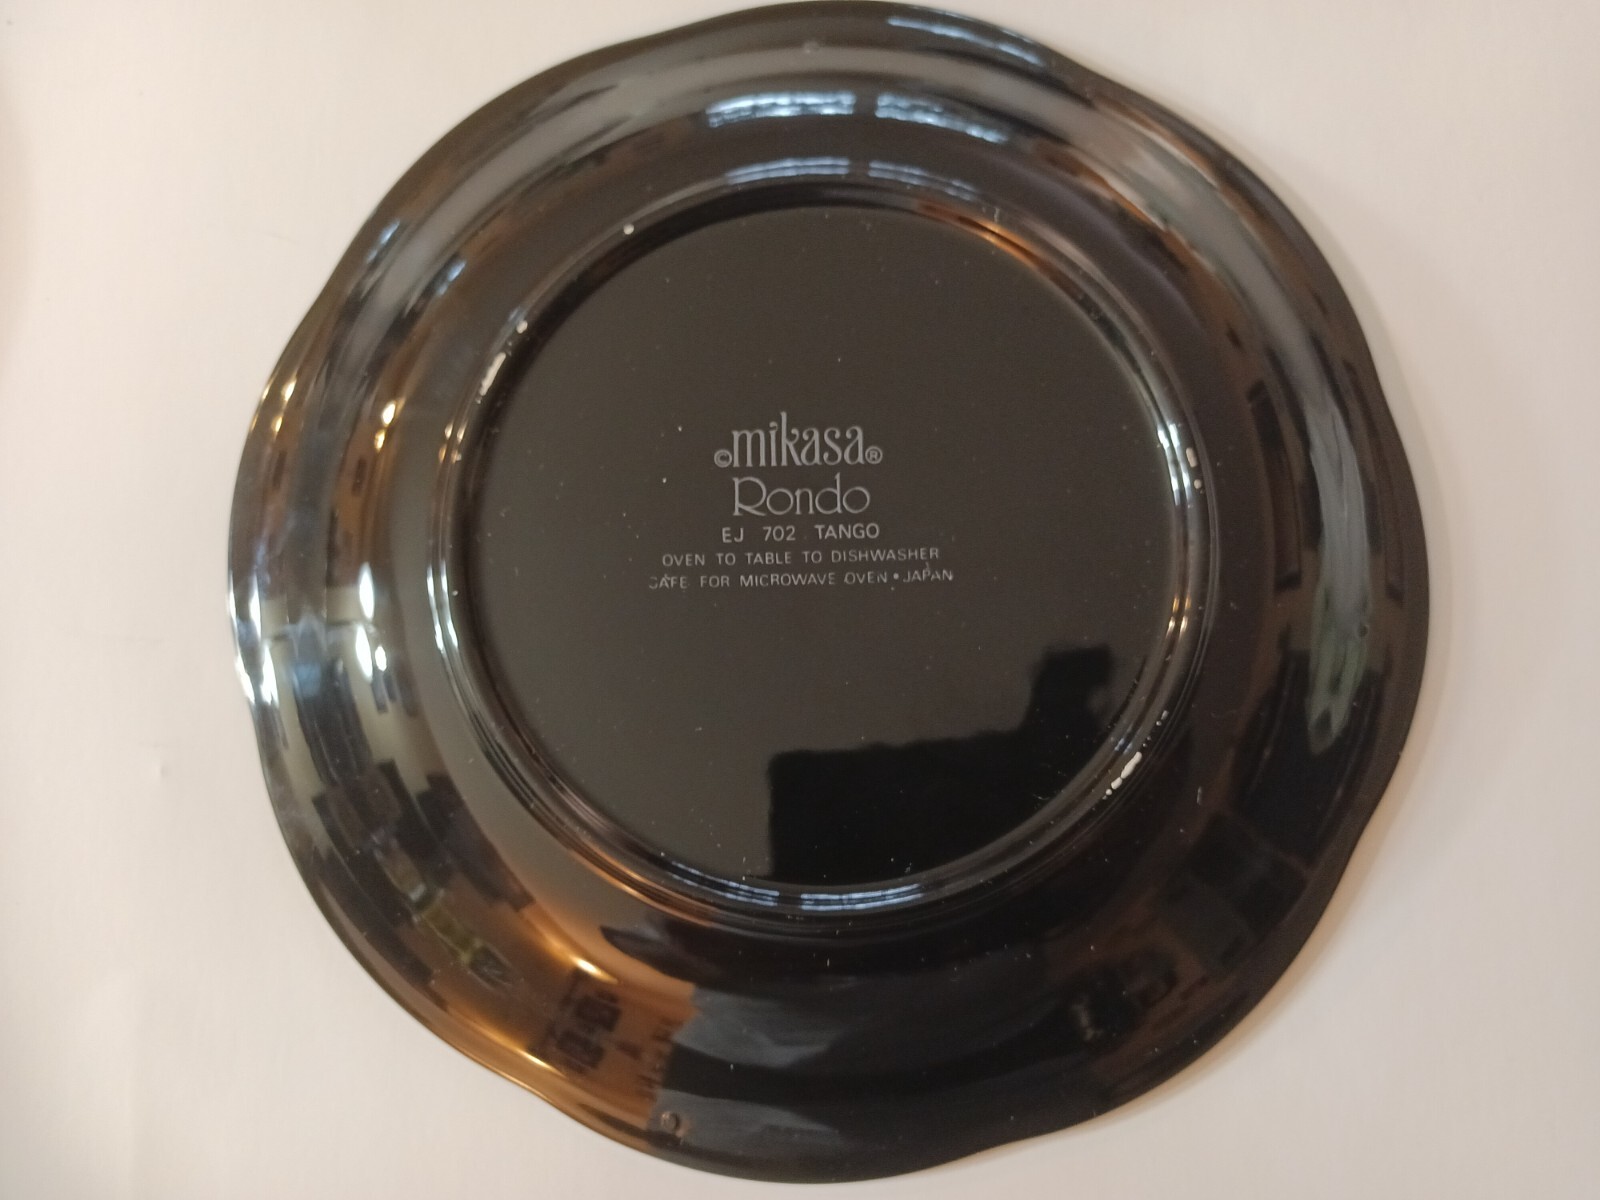 ©mikasa®
Rondo
EJ 702 TANGO
OVEN TO TABLE TO DISHWASHER
SAFE FOR MICROWAVE OVEN • JAPAN